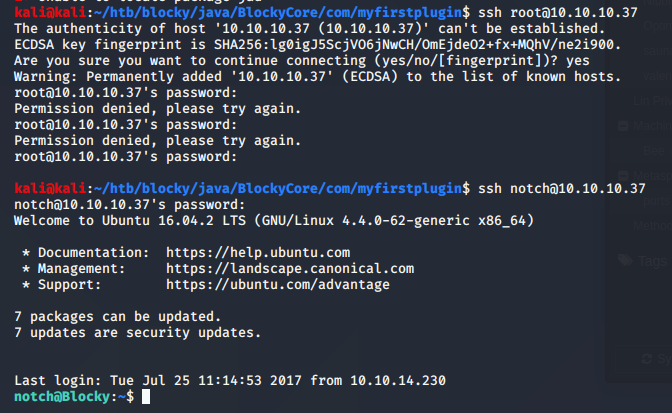 kali@kali:~/htb/blocky/java/BlockyCore/com/myfirstplugin$ ssh root@10.10.10.37
The authenticity of host '10.10.10.37 (10.10.10.37)' can't be established.
ECDSA key fingerprint is SHA256:lg0igJ5ScjVO6jNwCH/OmEjdeO2+fx+MQhV/ne2i900.
Are you sure you want to continue connecting (yes/no/[fingerprint])? yes
Warning: Permanently added '10.10.10.37' (ECDSA) to the list of known hosts.
root@10.10.10.37's password:
Permission denied, please try again.
root@10.10.10.37's password:
Permission denied, please try again.
root@10.10.10.37's password:
kali@kali:~/htb/blocky/java/BlockyCore/com/myfirstplugin$ ssh notch@10.10.10.37
notch@10.10.10.37's password:
Welcome to Ubuntu 16.04.2 LTS (GNU/Linux 4.4.0-62-generic x86_64)
* Documentation: https://help.ubuntu.com
* Management: https://landscape.canonical.com
* Support: https://ubuntu.com/advantage
7 packages can be updated.
7 updates are security updates.
Last login: Tue Jul 25 11:14:53 2017 from 10.10.14.230
notch@Blocky:~$
Tags